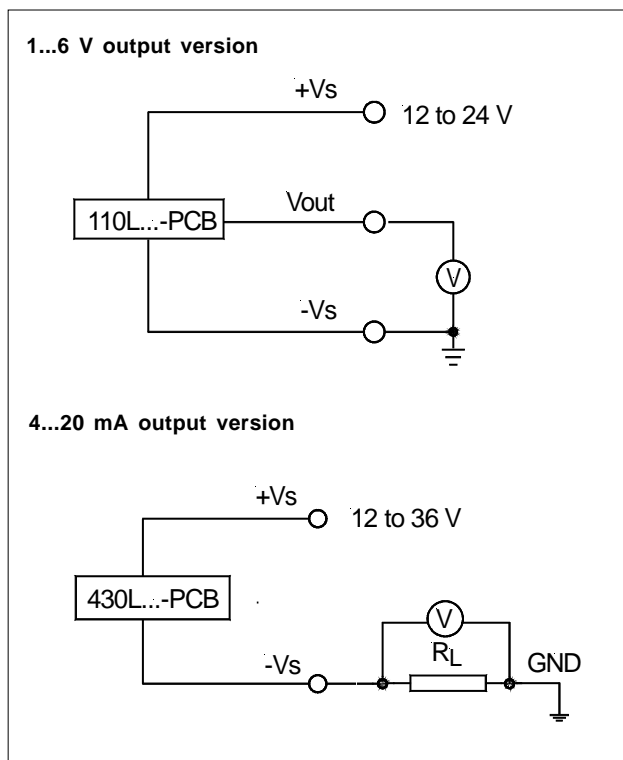 1...6 V output version
+Vs
12 to 24 V
110L...-PCB
Vout
V
-Vs
4...20 mA output version
+Vs
12 to 36 V
430L...-PCB
V
RL
-Vs
GND